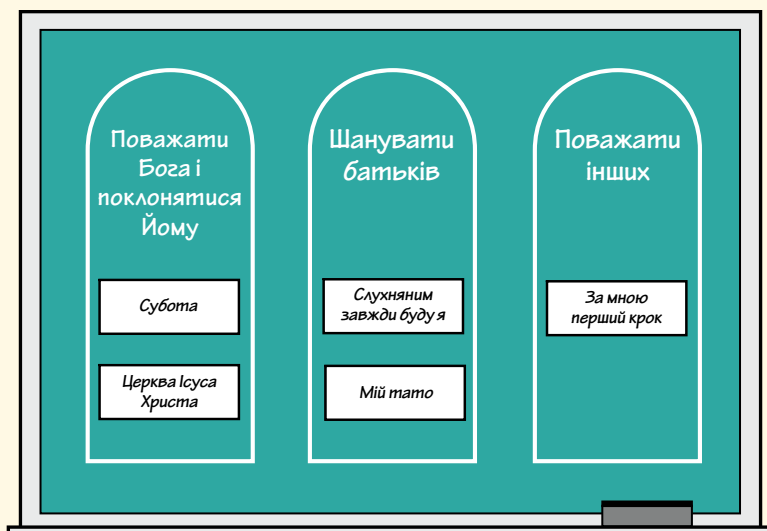 Поважати
Бога і
поклонятися
Йому
Субота
Церква Ісуса
Христа
Шанувати
батьків
Слухняним
завжди буду я
Мій тато
Поважати
інших
За мною
перший крок